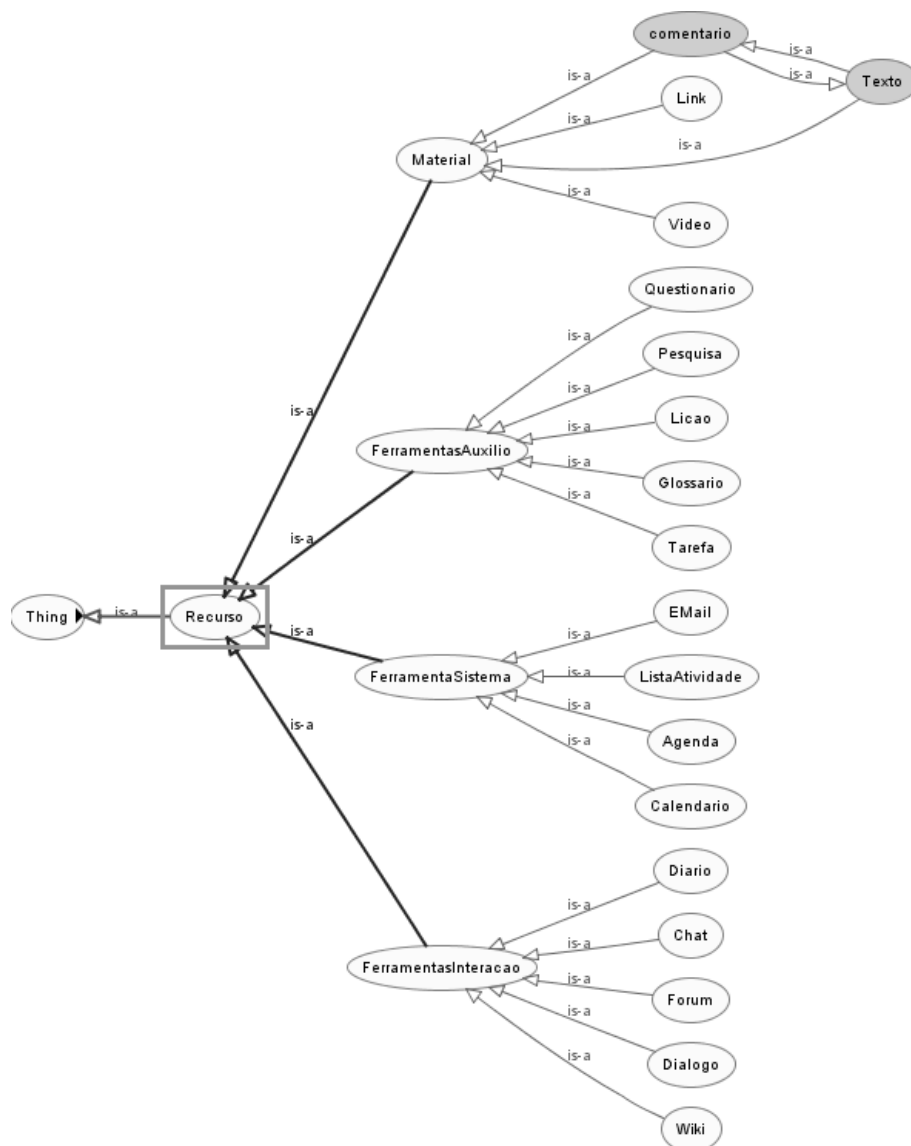 comentario
is-a
is-a
is-a
Texto
Link
is-a
is-a
Material
is-a
Video
Questionario
is-a
Pesquisa
is-a
is-a
Licao
is-a
FerramentasAuxilio
is-a
Glossario
is-a
is-a
Tarefa
Thing
is-a
Recurso
EMail
is-a
is-a
FerramentaSistema
is-a
ListaAtividade
is-a
is-a
Agenda
is-a
Calendario
Diario
is-a
Chat
is-a
FerramentasInteracao
is-a
Forum
is-a
Dialogo
is-a
Wiki